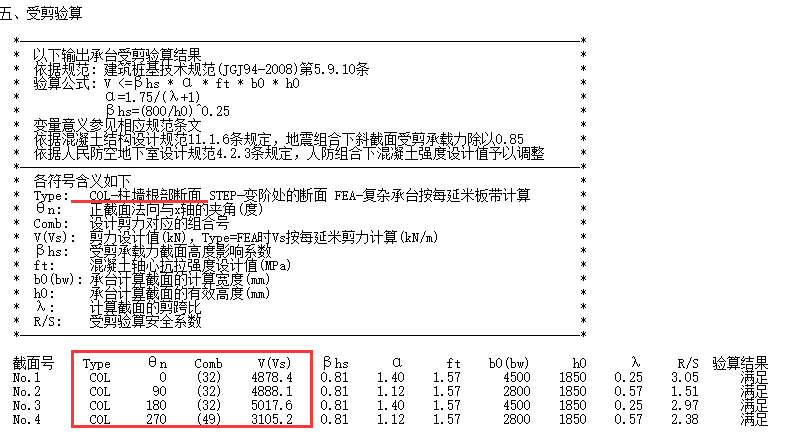 五、受剪验算
*—————————————————————————————*
* 以下输出承台受剪验算结果 *
* 依据规范: 建筑桩基技术规范(JGJ94-2008)第5.9.10条 *
* 验算公式: V <=βhs * α * ft * b0 * h0 *
* α=1.75/(λ+1) *
* βhs=(800/h0)^0.25 *
* 变量意义参见相应规范条文 *
* 依据混凝土结构设计规范11.1.6条规定, 地震组合下斜截面受剪承载力除以0.85 *
* 依据人民防空地下室设计规范4.2.3条规定, 人防组合下混凝土强度设计值予以调整 *
*—————————————————————————————*
* 各符号含义如下 *
* Type: COL-柱墙根部断面 STEP-变阶处的断面 FEA-复杂承台按每延米板带计算 *
* θn: 正截面法向与x轴的夹角(度) *
* Comb: 设计剪力对应的组合号 *
* V(Vs): 剪力设计值(kN), Type=FEA时Vs按每延米剪力计算(kN/m) *
* βhs: 受剪承载力截面高度影响系数 *
* ft: 混凝土轴心抗拉强度设计值(MPa) *
* b0(bw): 承台计算截面的计算宽度(mm) *
* h0: 承台计算截面的有效高度(mm) *
* λ: 计算截面的剪跨比 *
* R/S: 受剪验算安全系数 *
*—————————————————————————————*
截面号 Type θn Comb V(Vs) βhs α ft b0(bw) h0 λ R/S 验算结果
No.1 COL 0 (32) 4878.4 0.81 1.40 1.57 4500 1850 0.25 3.05 满足
No.2 COL 90 (32) 4888.1 0.81 1.12 1.57 2800 1850 0.57 1.51 满足
No.3 COL 180 (32) 5017.6 0.81 1.40 1.57 4500 1850 0.25 2.97 满足
No.4 COL 270 (49) 3105.2 0.81 1.12 1.57 2800 1850 0.57 2.38 满足